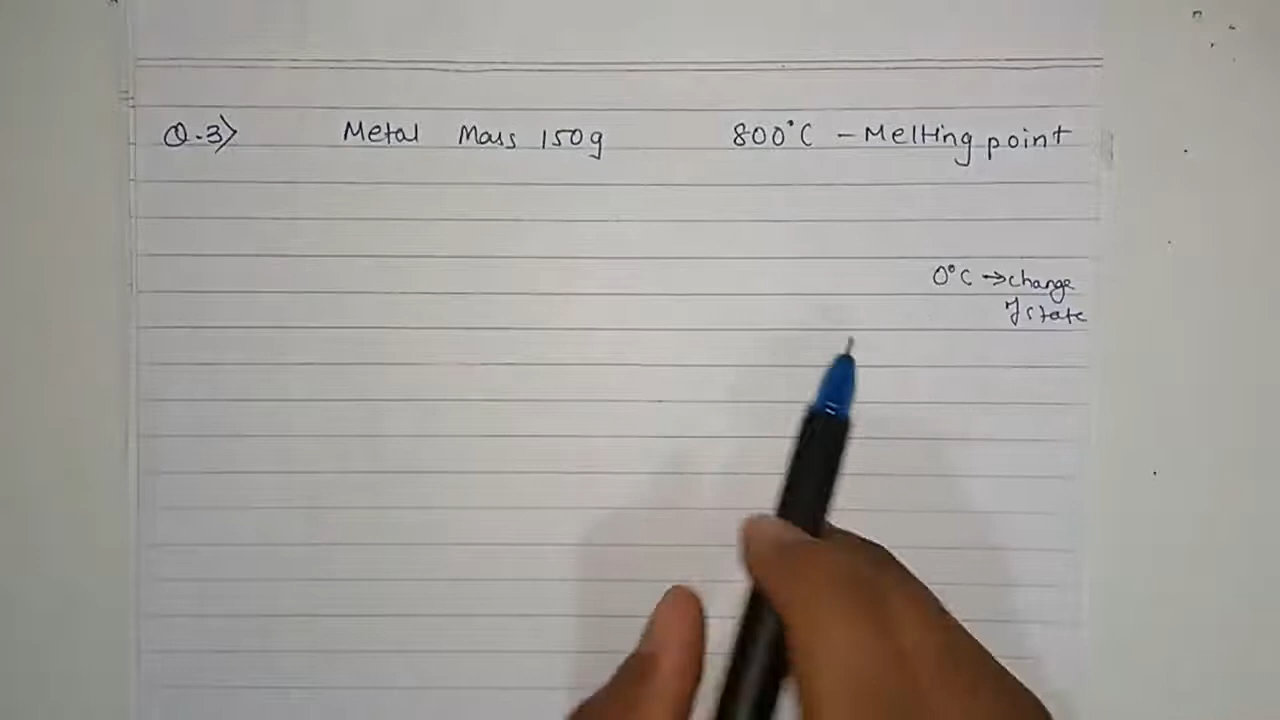 Q.3> Metal Mass 150g 800°C - Melting point
0°C → change
of state